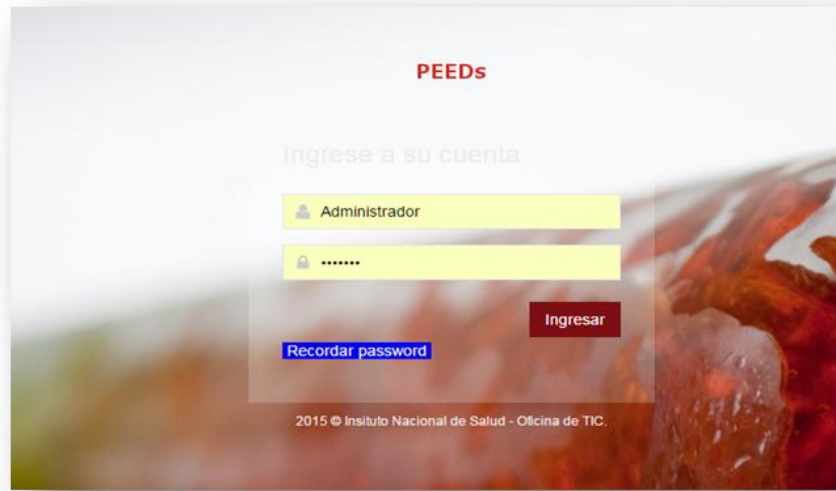 PEEDs
Ingrese a su cuenta
Administrador
•••••••
Ingresar
Recordar password
2015 © Insituto Nacional de Salud - Oficina de TIC.